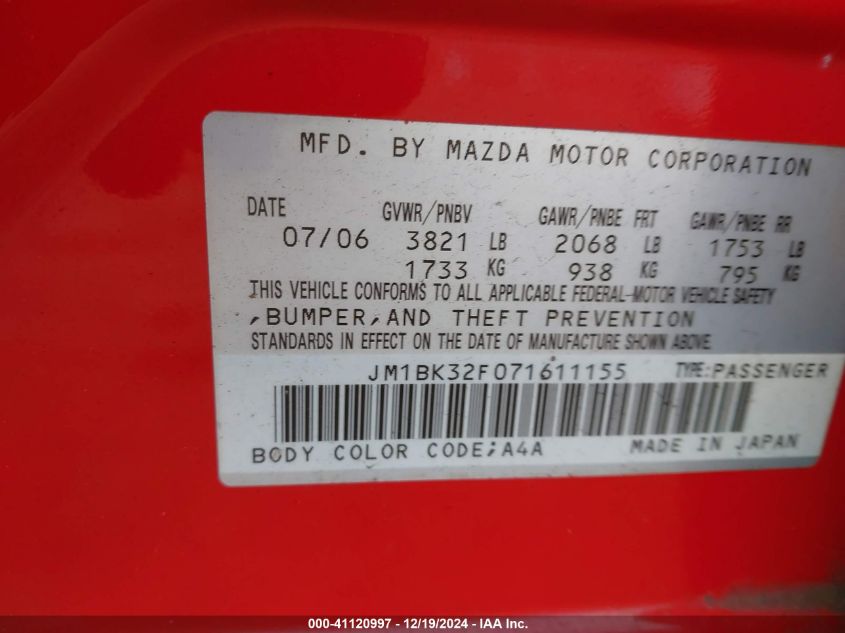 MFD. BY MAZDA MOTOR CORPORATION
DATE GVWR/PNBV GAWR/PNBE FRT GAWR/PNBE RR
07/06 3821 LB 2068 LB 1753 LB
1733 KG 938 KG 795 KG
THIS VEHICLE CONFORMS TO ALL APPLICABLE FEDERAL-MOTOR VEHICLE SAFETY
,BUMPER,AND THEFT PREVENTION
STANDARDS IN EFFECT ON THE DATE OF MANUFACTURE SHOWN ABOVE.
JM1BK32F071611155 TYPE:PASSENGER
BODY COLOR CODE;A4A MADE IN JAPAN
000-41120997 - 12/19/2024 - IAA Inc.